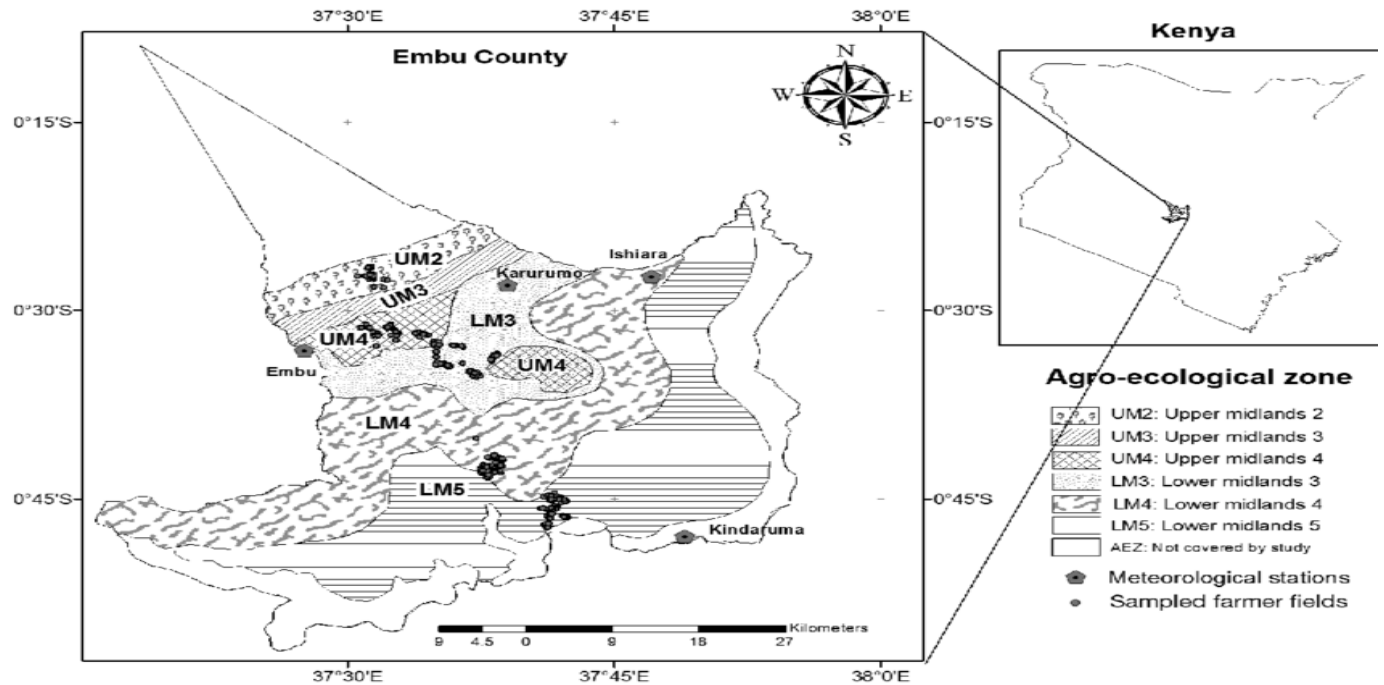 37°30'E
37°45'E
38°0'E
Embu County
N
W
E
S
Kenya
0°15'S
0°15'S
Ishiara
UM2
Karurumo
UM3
0°30'S
0°30'S
LM3
UM4
UM4
Embu
LM4
0°45'S
0°45'S
LM5
Kindaruma
Kilometers
9 4.5 0 9 18 27
37°30'E
37°45'E
38°0'E
Agro-ecological zone
UM2: Upper midlands 2
UM3: Upper midlands 3
UM4: Upper midlands 4
LM3: Lower midlands 3
LM4: Lower midlands 4
LM5: Lower midlands 5
AEZ: Not covered by study
Meteorological stations
Sampled farmer fields